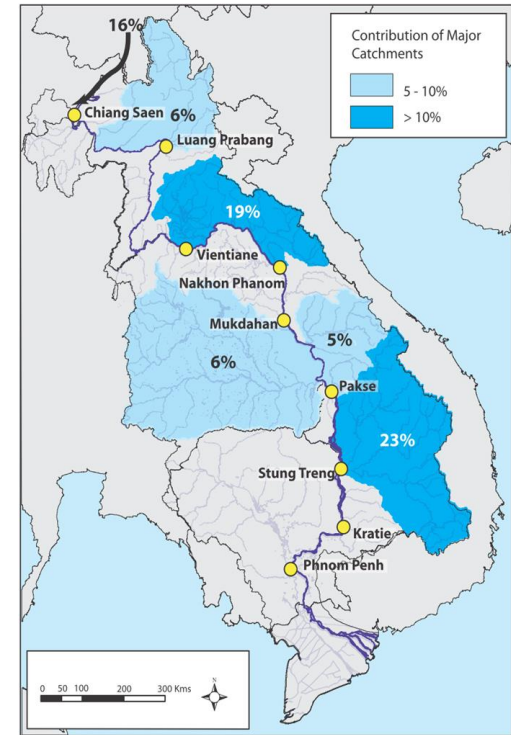 16%
Contribution of Major
Catchments
5 - 10%
> 10%
Chiang Saen
6%
Luang Prabang
19%
Vientiane
Nakhon Phanom
Mukdahan
5%
6%
Pakse
23%
Stung Treng
Kratie
Phnom Penh
N
0 50 100 200 300 Kms